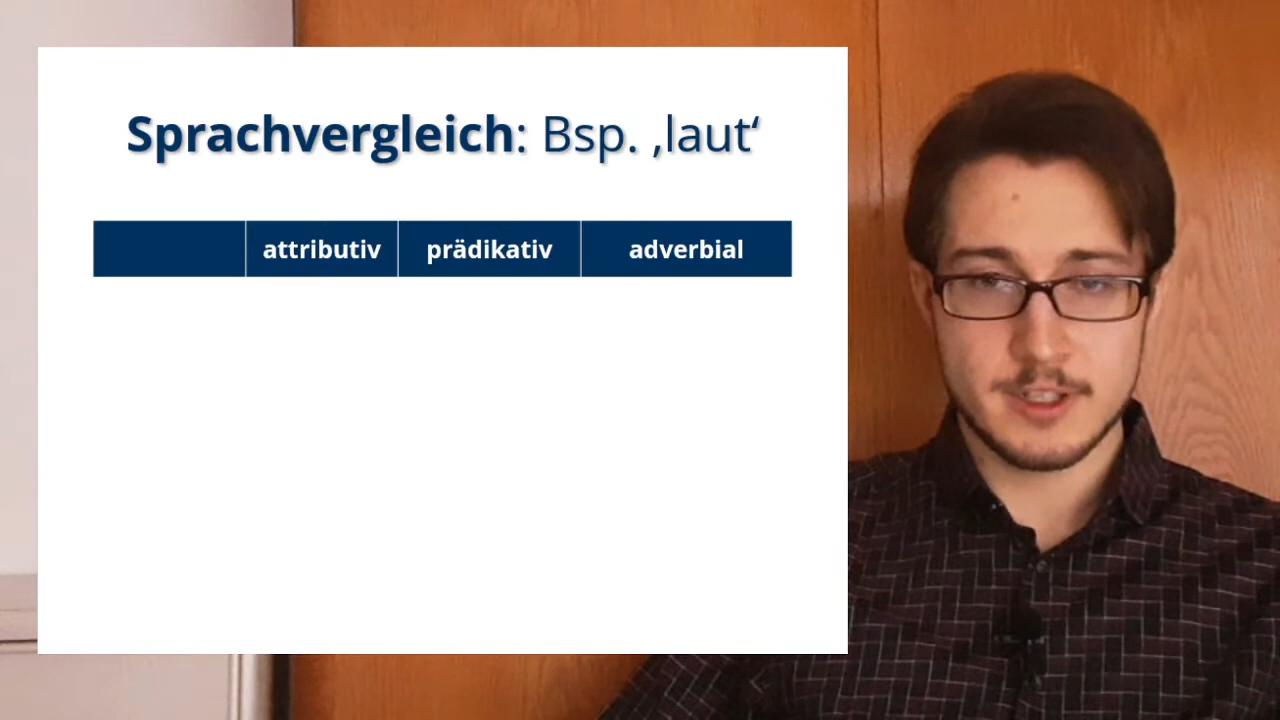 Sprachvergleich: Bsp. ‚laut‘
attributiv prädikativ adverbial